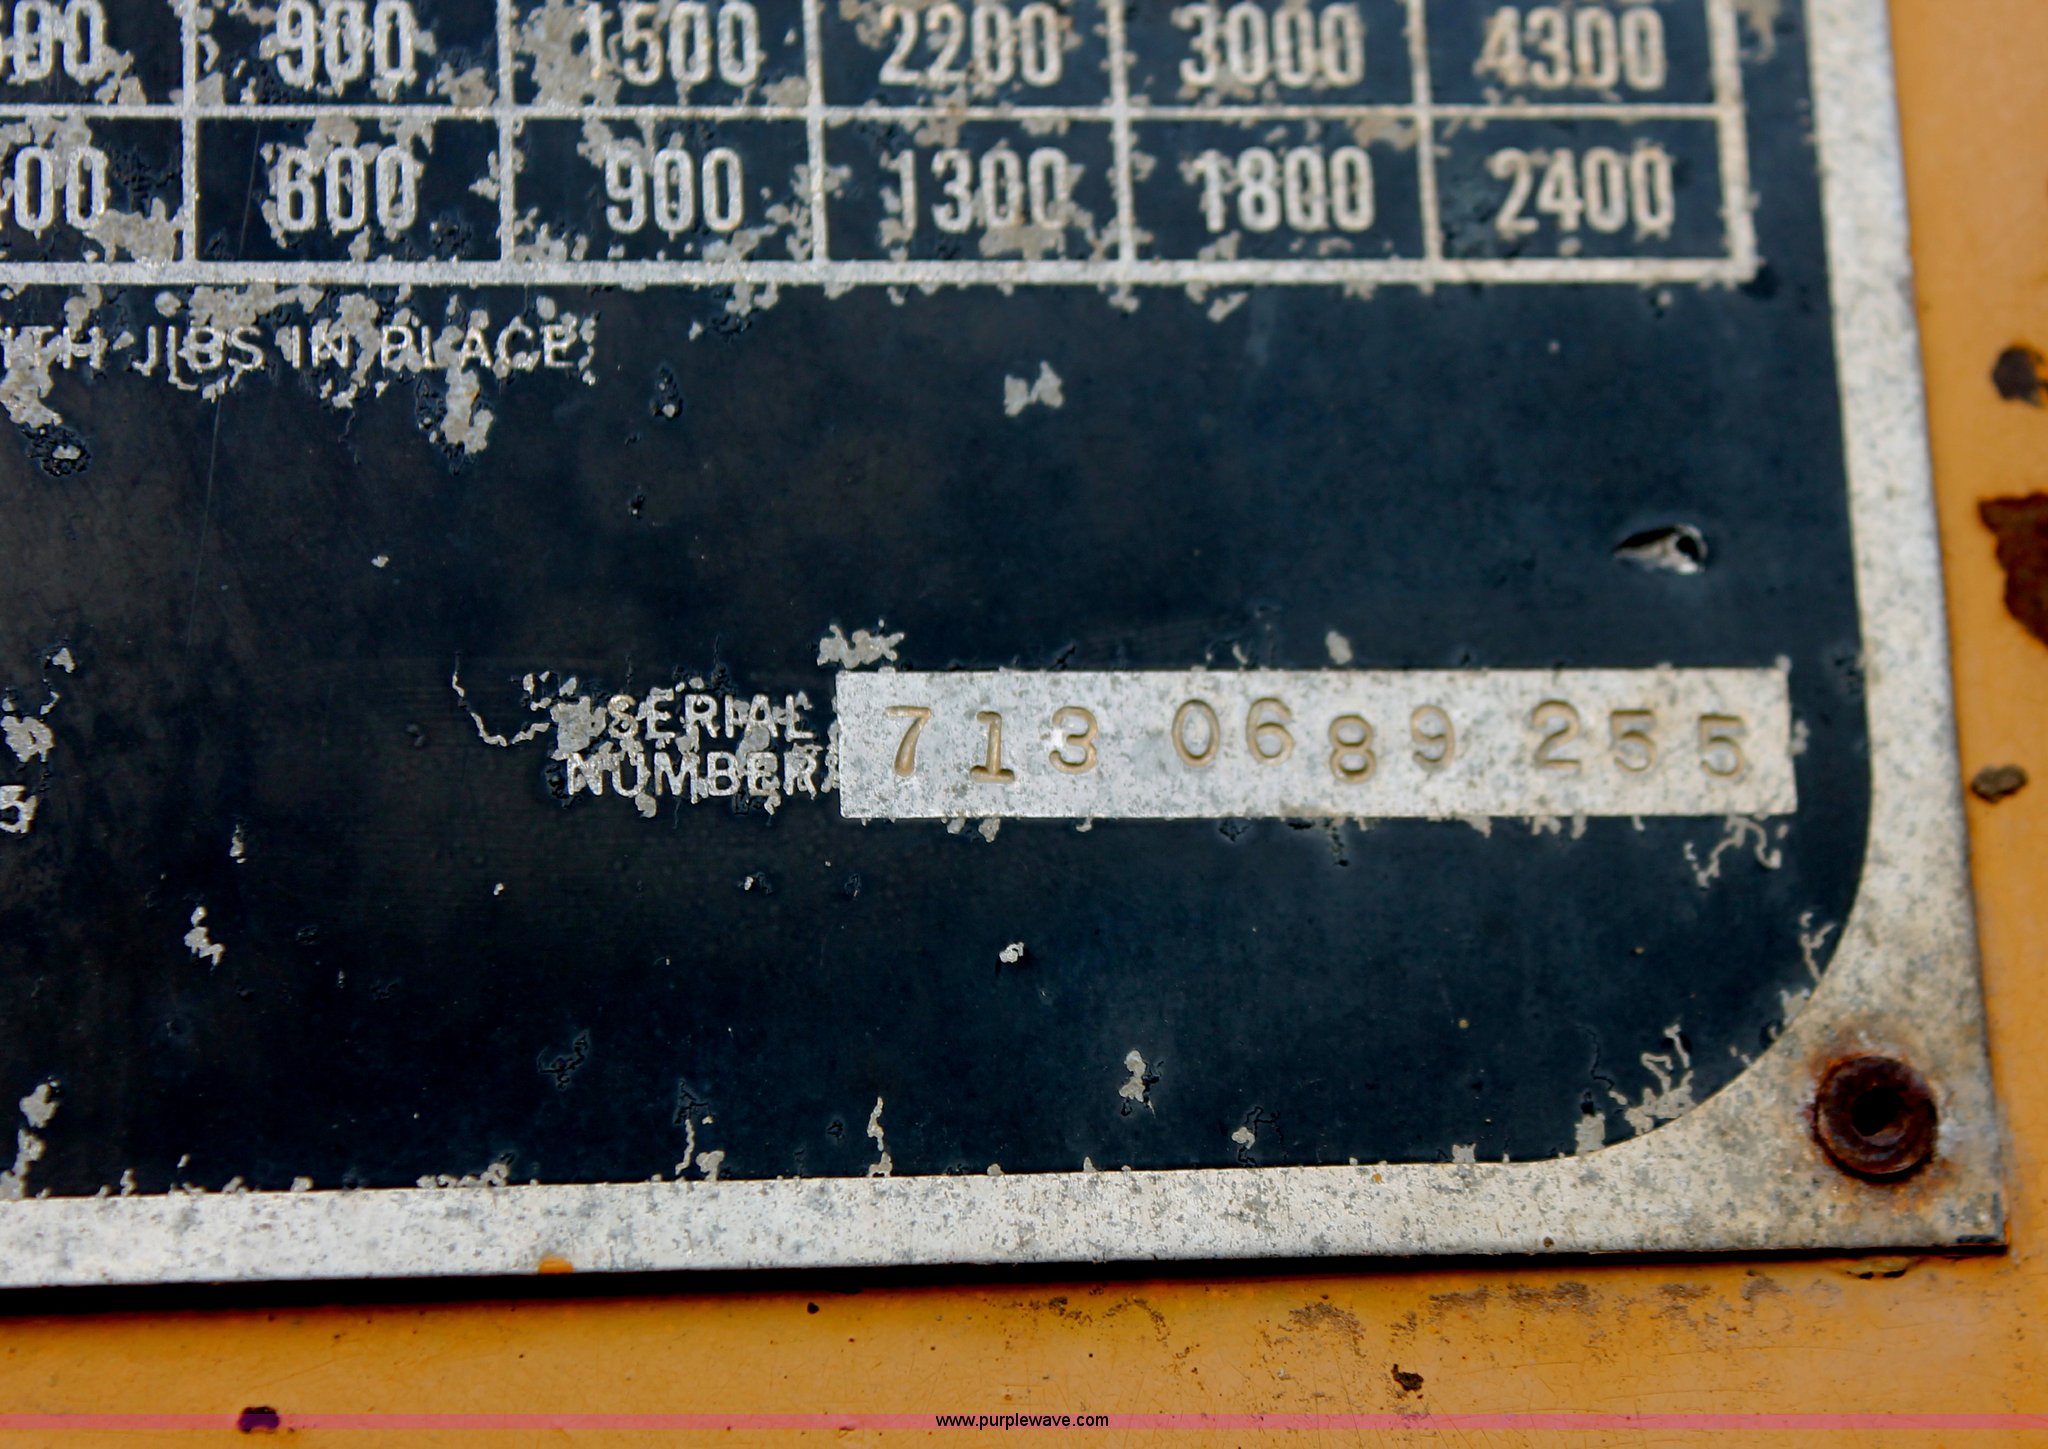 900 1500 2200 3000 4300
600 900 1300 1800 2400
JIBS IN PLACE
SERIAL
NUMBER
713 0689 255
5
www.purplewave.com